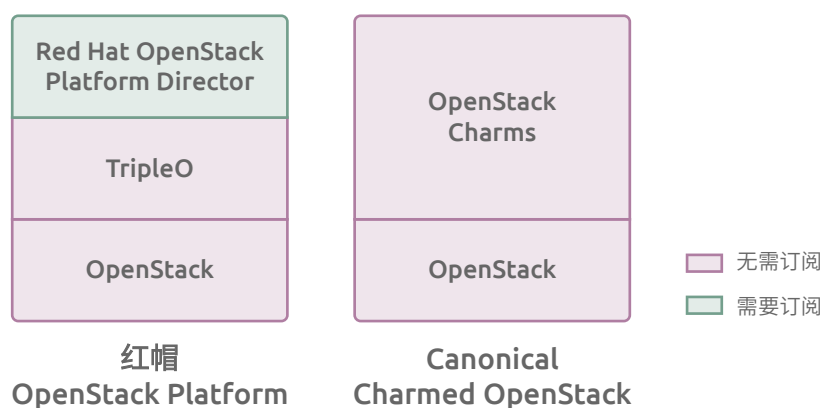 Red Hat OpenStack
Platform Director
TripleO
OpenStack
红帽
OpenStack Platform
OpenStack
Charms
OpenStack
Canonical
Charmed OpenStack
无需订阅
需要订阅